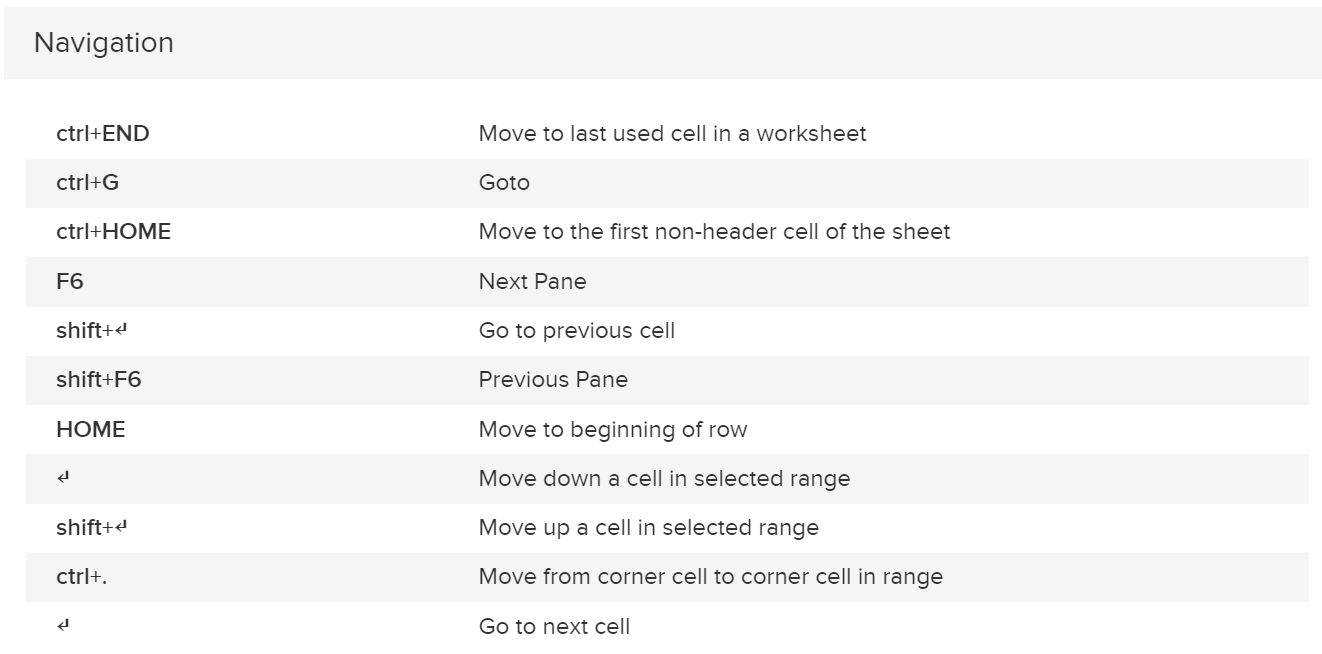 Navigation
ctrl+END Move to last used cell in a worksheet
ctrl+G Goto
ctrl+HOME Move to the first non-header cell of the sheet
F6 Next Pane
shift+↵ Go to previous cell
shift+F6 Previous Pane
HOME Move to beginning of row
↵ Move down a cell in selected range
shift+↵ Move up a cell in selected range
ctrl+. Move from corner cell to corner cell in range
↵ Go to next cell